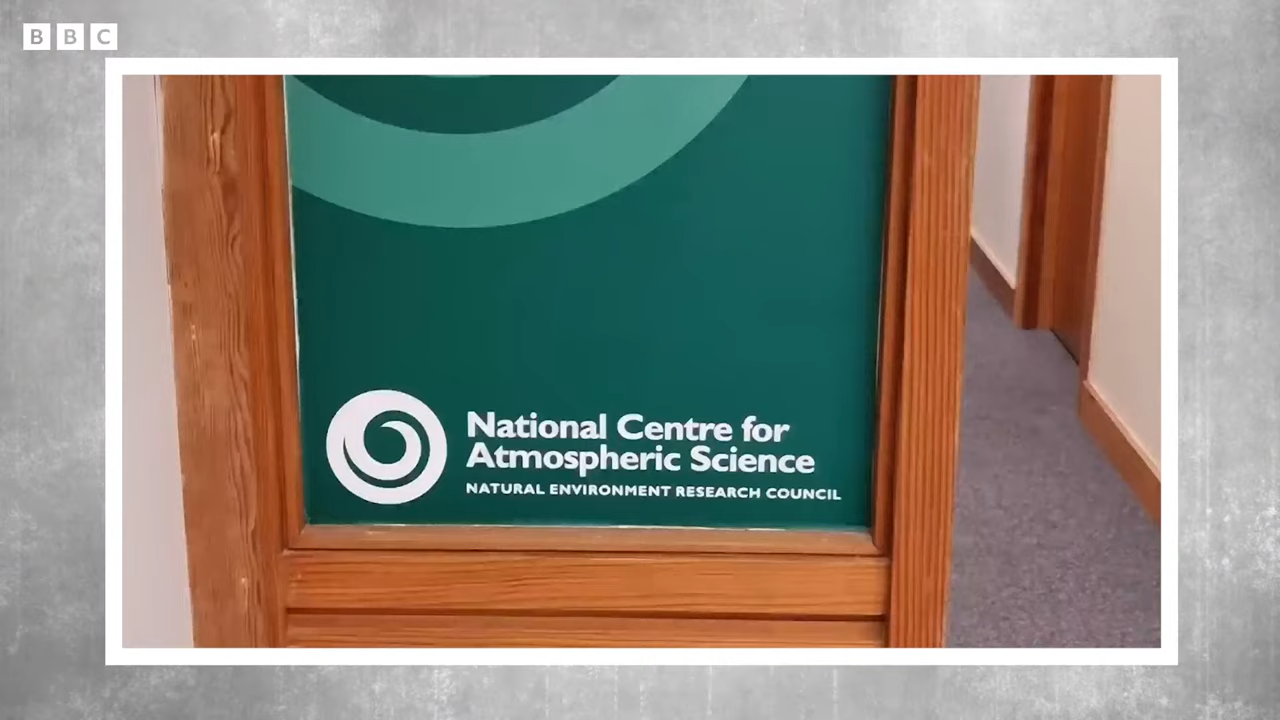 BBC
National Centre for
Atmospheric Science
NATURAL ENVIRONMENT RESEARCH COUNCIL